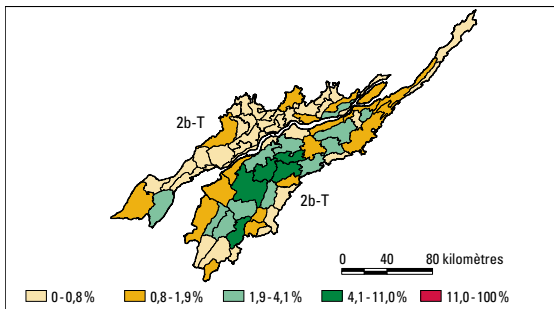 2b-T
2b-T
80 kilomètres
0 40 80
0 - 0,8 % 0,8 - 1,9 % 1,9 - 4,1 % 4,1 - 11,0 % 11,0 - 100 %